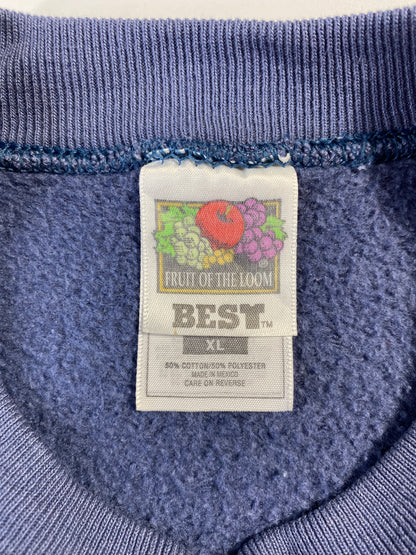 FRUIT OF THE LOOM
BEST™
XL
50% COTTON/50% POLYESTER
MADE IN MEXICO
CARE ON REVERSE